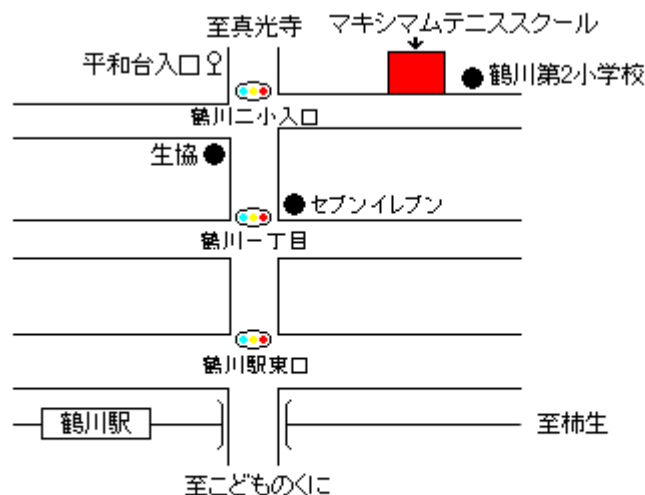 至真光寺
マキシマムテニススクール
平和台入口
鶴川第2小学校
鶴川二小入口
生協
セブンイレブン
鶴川一丁目
鶴川駅東口
鶴川駅
至柿生
至こどものくに